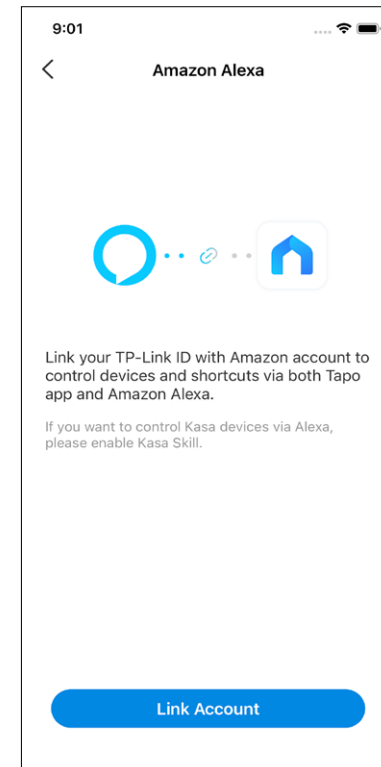 9:01
Amazon Alexa
Link your TP-Link ID with Amazon account to
control devices and shortcuts via both Tapo
app and Amazon Alexa.
If you want to control Kasa devices via Alexa,
please enable Kasa Skill.
Link Account